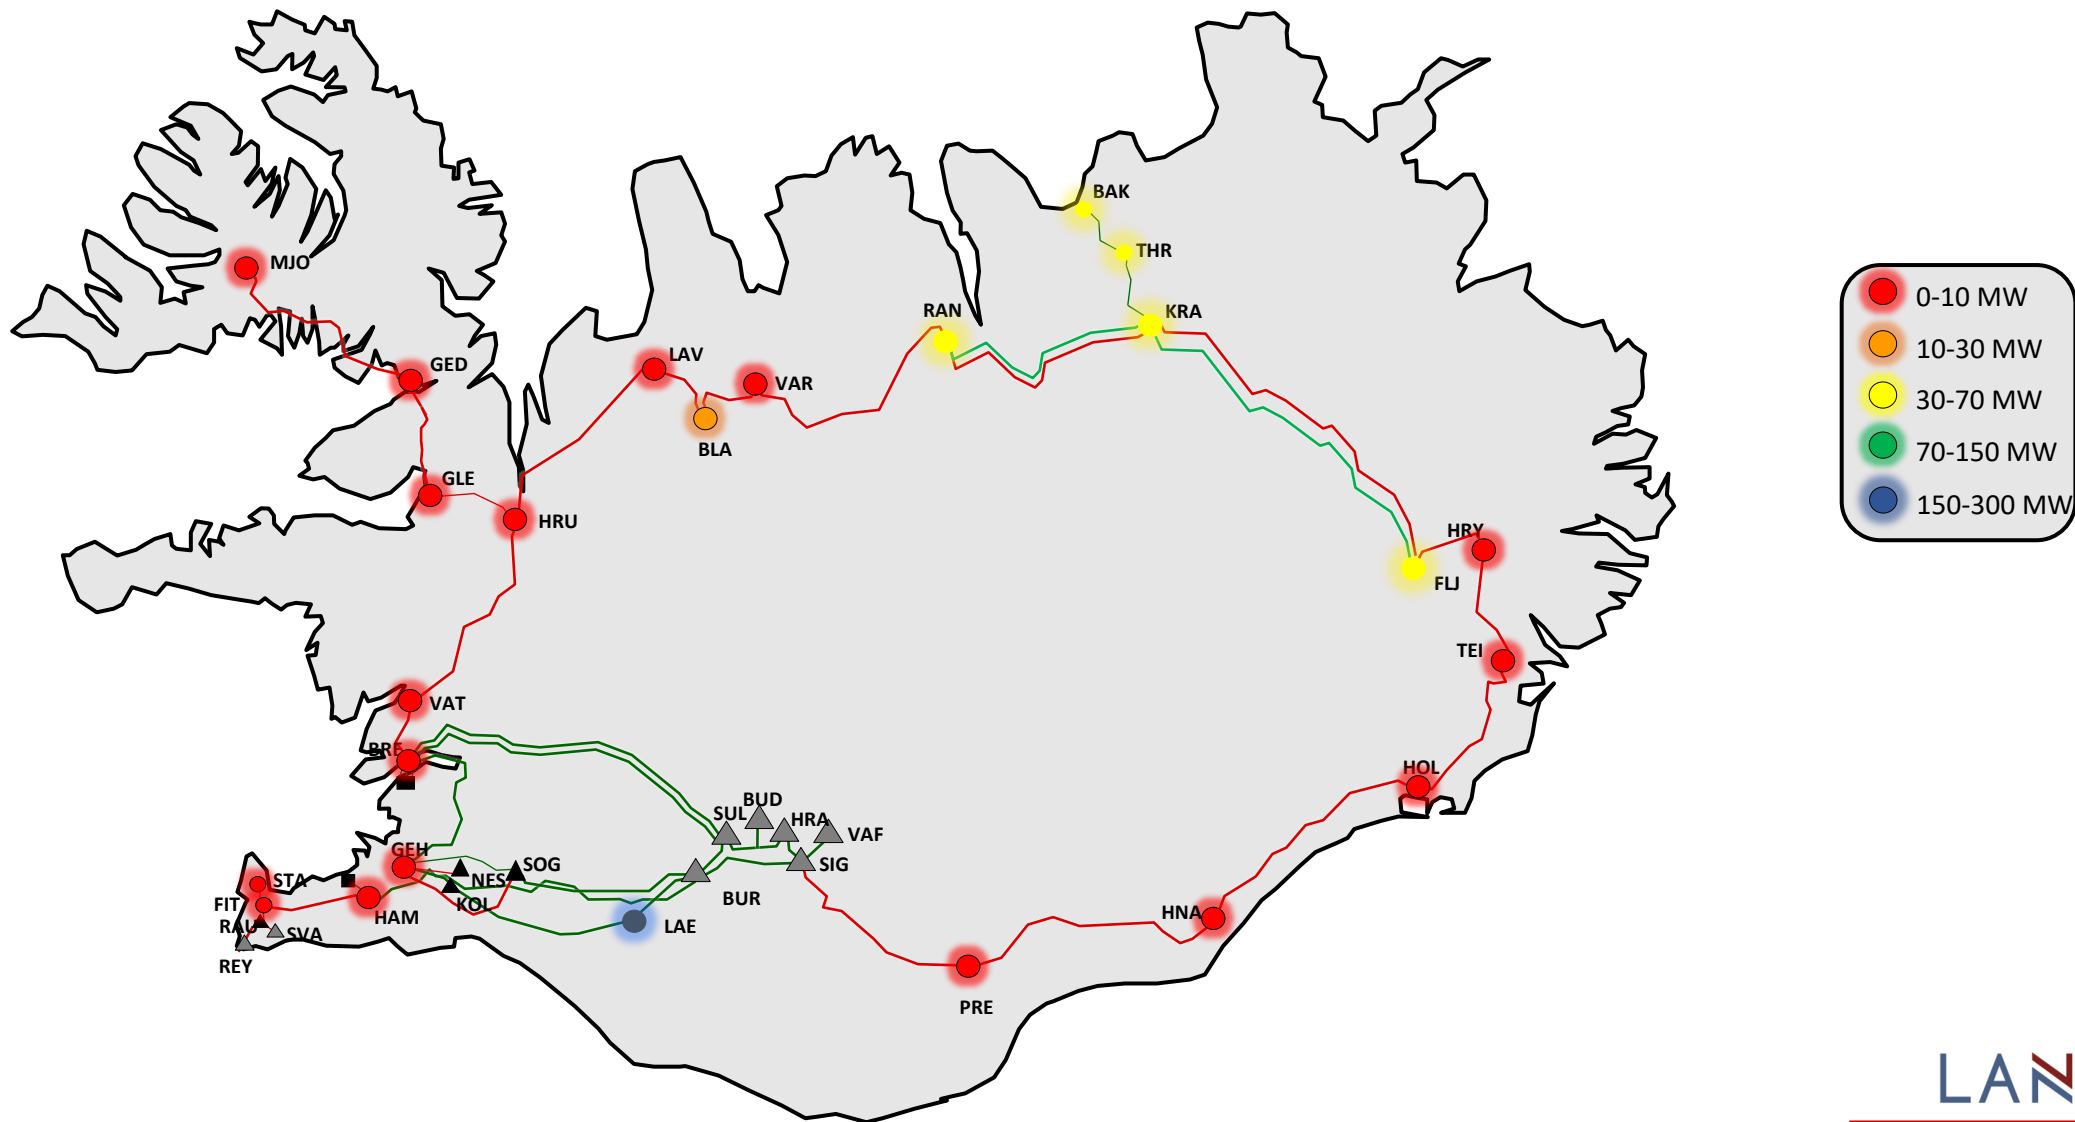 BAK
THR
MJO
RAN
KRA
0-10 MW
10-30 MW
30-70 MW
70-150 MW
150-300 MW
GED
LAV
VAR
BLA
GLE
HRU
HRY
FLJ
TEI
VAT
BRE
HOL
BUD
SUL
HRA
VAF
GEH
SOG
SIG
STA
NES
FIT
HAM
KOL
BUR
HNA
RAU
SVA
LAE
REY
PRE
LAN